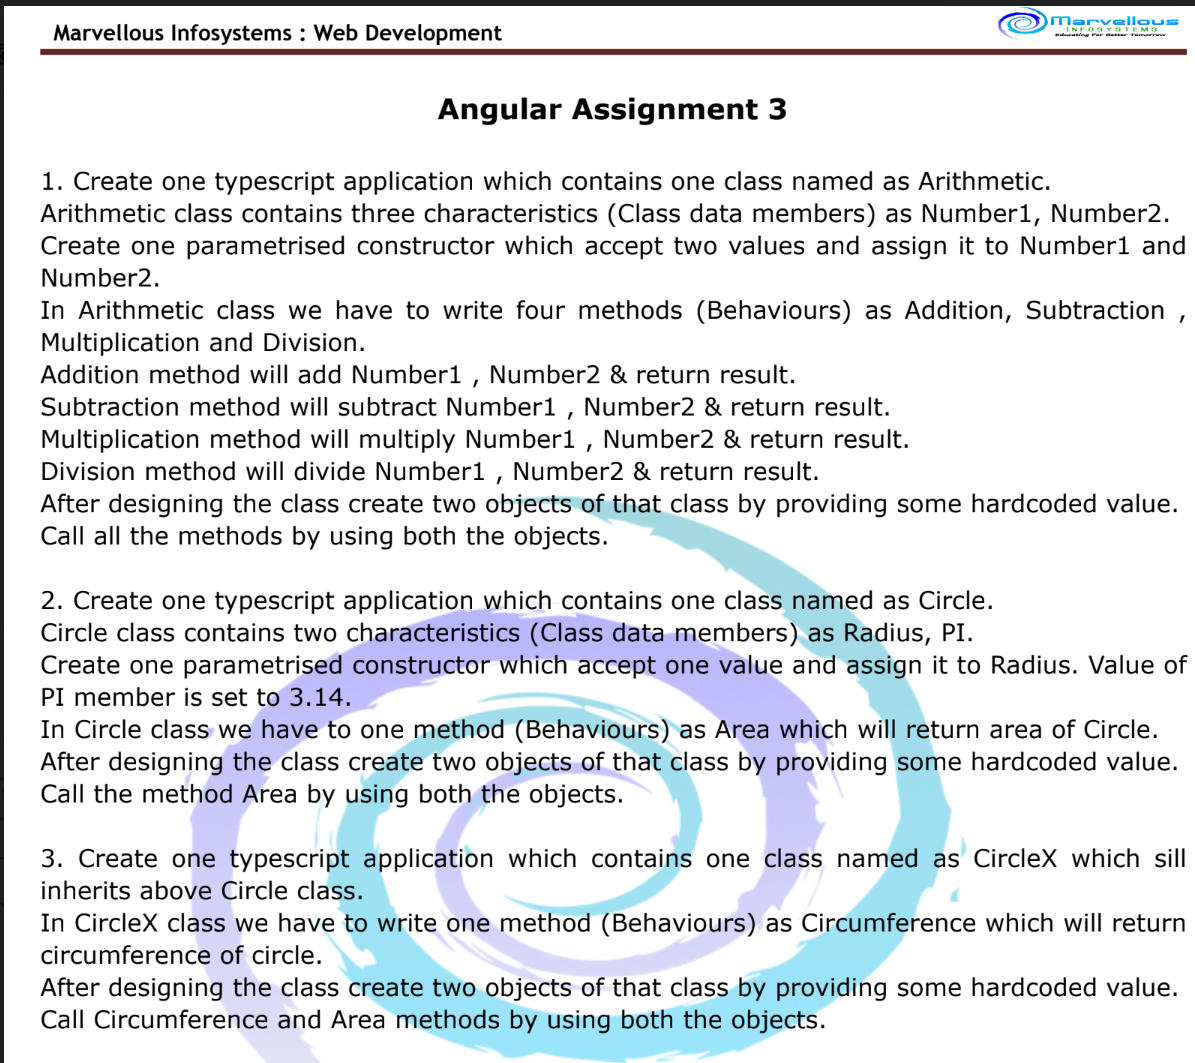 Marvellous Infosystems : Web Development
Marvellous
INFOSYSTEMS
Educating For Better Tomorrow
Angular Assignment 3
1. Create one typescript application which contains one class named as Arithmetic.
Arithmetic class contains three characteristics (Class data members) as Number1, Number2.
Create one parametrised constructor which accept two values and assign it to Number1 and
Number2.
In Arithmetic class we have to write four methods (Behaviours) as Addition, Subtraction ,
Multiplication and Division.
Addition method will add Number1 , Number2 & return result.
Subtraction method will subtract Number1 , Number2 & return result.
Multiplication method will multiply Number1 , Number2 & return result.
Division method will divide Number1 , Number2 & return result.
After designing the class create two objects of that class by providing some hardcoded value.
Call all the methods by using both the objects.
2. Create one typescript application which contains one class named as Circle.
Circle class contains two characteristics (Class data members) as Radius, PI.
Create one parametrised constructor which accept one value and assign it to Radius. Value of
PI member is set to 3.14.
In Circle class we have to one method (Behaviours) as Area which will return area of Circle.
After designing the class create two objects of that class by providing some hardcoded value.
Call the method Area by using both the objects.
3. Create one typescript application which contains one class named as CircleX which sill
inherits above Circle class.
In CircleX class we have to write one method (Behaviours) as Circumference which will return
circumference of circle.
After designing the class create two objects of that class by providing some hardcoded value.
Call Circumference and Area methods by using both the objects.